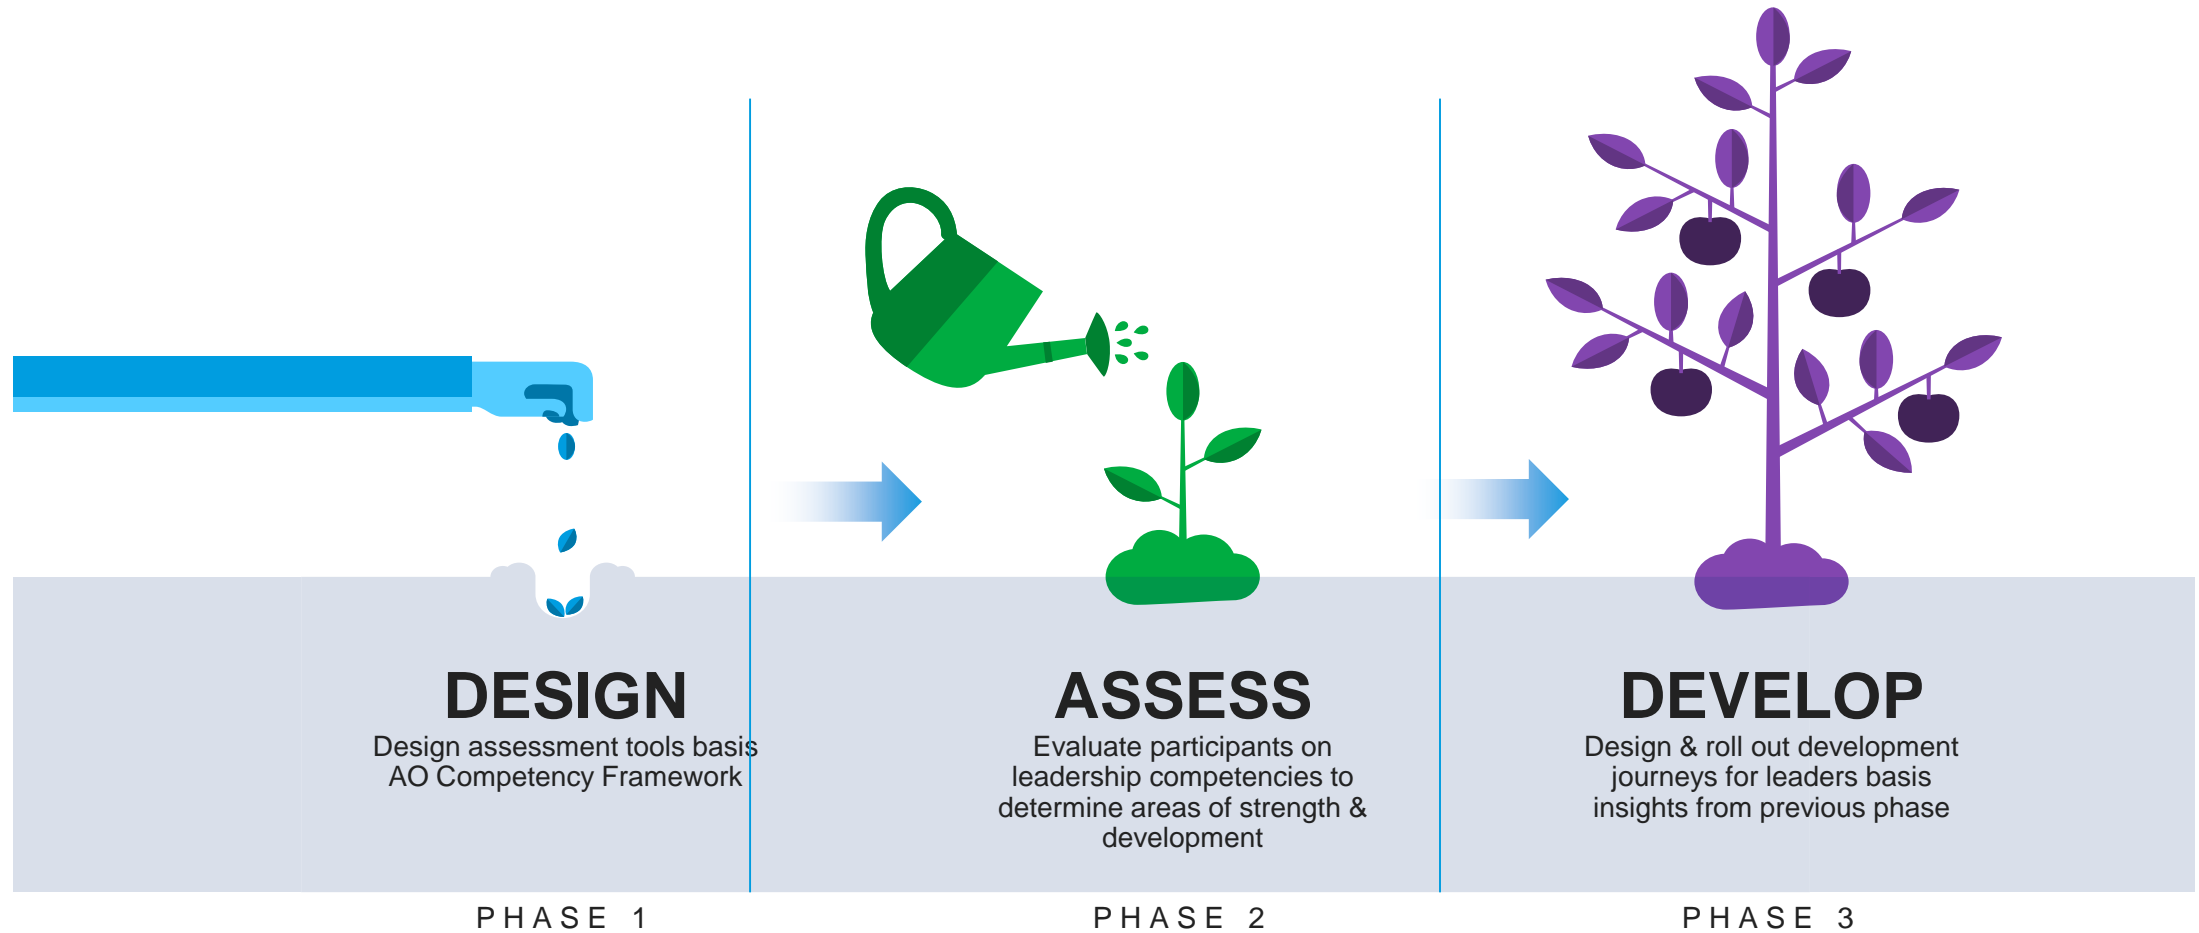 DESIGN
Design assessment tools basis
AO Competency Framework
PHASE 1
ASSESS
Evaluate participants on
leadership competencies to
determine areas of strength &
development
PHASE 2
DEVELOP
Design & roll out development
journeys for leaders basis
insights from previous phase
PHASE 3